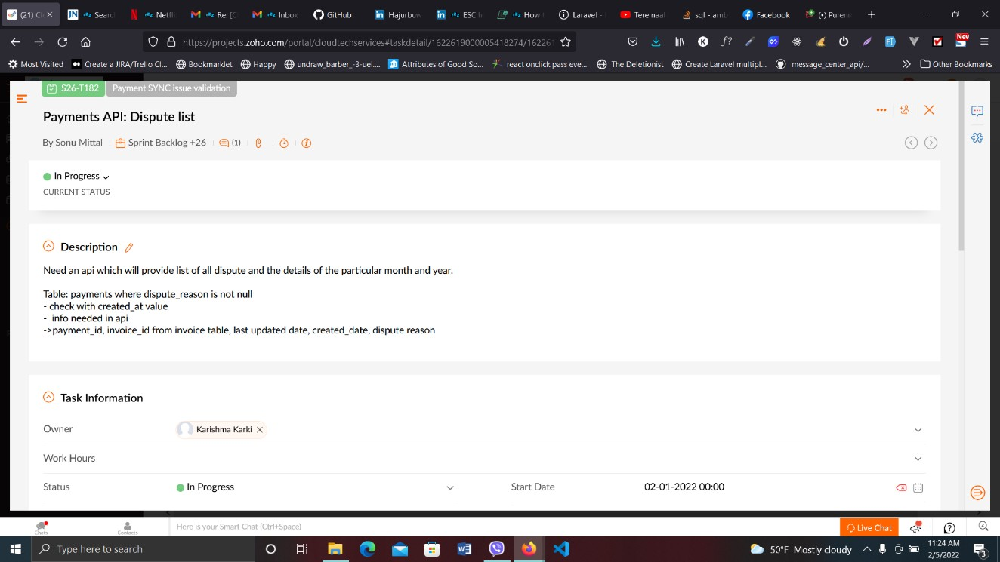 (21) Cl
Searc
Netfli
Re: [C
Inbox
GitHub
Hajurbuw
ESC h
How t
Laravel -
Tere naal
sql - amb
Facebook
(•) Puren
https://projects.zoho.com/portal/cloudtechservices#taskdetail/1622619000005418274/162261
New
Most Visited
Create a JIRA/Trello Cl...
Bookmarklet
Happy
undraw_barber_-3-uel....
Attributes of Good So...
react onclick pass eve...
The Deletionist
Create Laravel multipl...
message_center_api/...
Other Bookmarks
S26-T182 Payment SYNC issue validation
Payments API: Dispute list
By Sonu Mittal Sprint Backlog +26 (1)
In Progress
CURRENT STATUS
Description
Need an api which will provide list of all dispute and the details of the particular month and year.
Table: payments where dispute_reason is not null
- check with created_at value
- info needed in api
->payment_id, invoice_id from invoice table, last updated date, created_date, dispute reason
Task Information
Owner Karishma Karki
Work Hours
Status In Progress Start Date 02-01-2022 00:00
Chats Contacts Here is your Smart Chat (Ctrl+Space) Live Chat
Type here to search
50°F Mostly cloudy
11:24 AM
2/5/2022
3